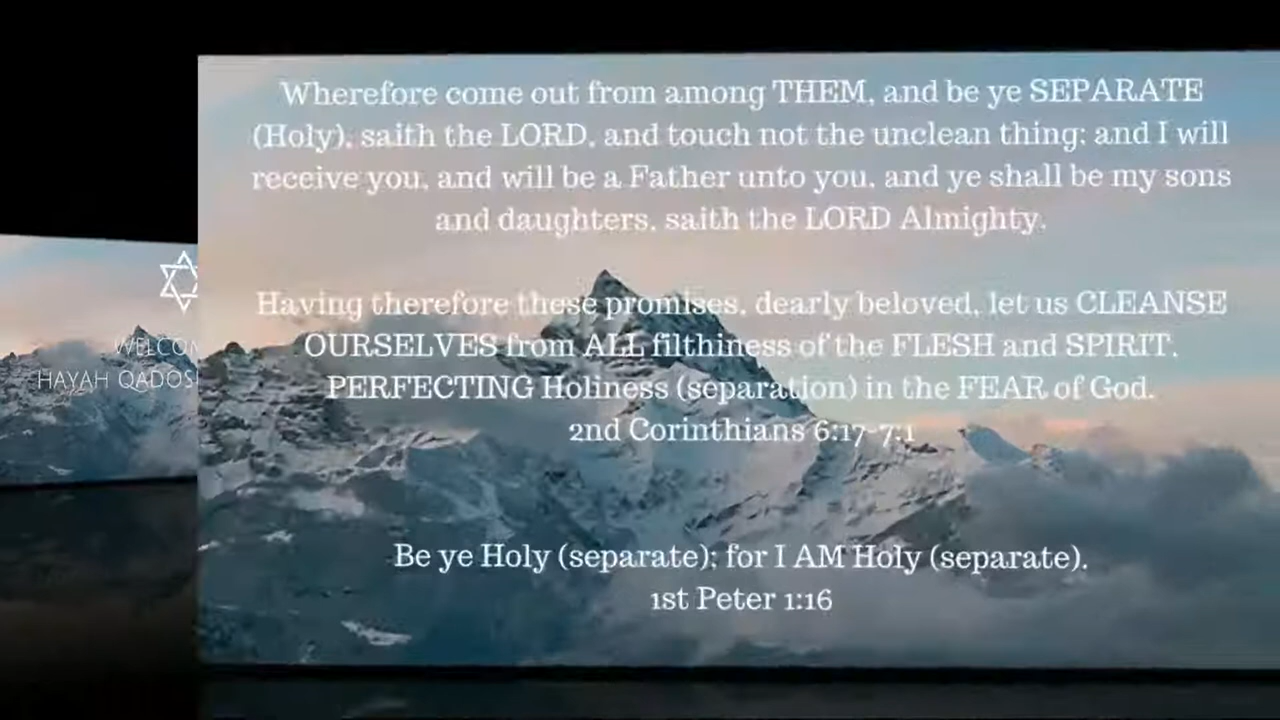 Wherefore come out from among THEM, and be ye SEPARATE
(Holy), saith the LORD, and touch not the unclean thing; and I will
receive you, and will be a Father unto you, and ye shall be my sons
and daughters, saith the LORD Almighty.
Having therefore these promises, dearly beloved, let us CLEANSE
OURSELVES from ALL filthiness of the FLESH and SPIRIT,
PERFECTING Holiness (separation) in the FEAR of God.
2nd Corinthians 6:17-7:1
Be ye Holy (separate); for I AM Holy (separate).
1st Peter 1:16
WELCOM
HAYAH QADOS